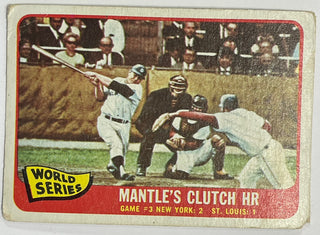 WORLD
SERIES
MANTLE'S CLUTCH HR
GAME #3 NEW YORK: 2 ST. LOUIS: 1